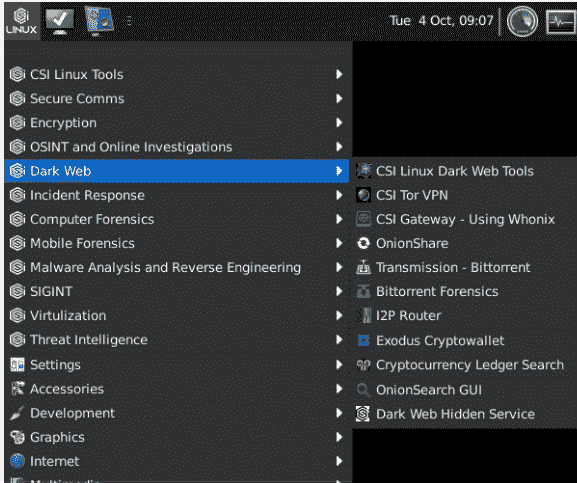 LINUX
Tue 4 Oct, 09:07
CSI Linux Tools
Secure Comms
Encryption
OSINT and Online Investigations
Dark Web
Incident Response
Computer Forensics
Mobile Forensics
Malware Analysis and Reverse Engineering
SIGINT
Virtulization
Threat Intelligence
Settings
Accessories
Development
Graphics
Internet
Multimedia
CSI Linux Dark Web Tools
CSI Tor VPN
CSI Gateway - Using Whonix
OnionShare
Transmission - Bittorrent
Bittorrent Forensics
I2P Router
Exodus Cryptowallet
Cryptocurrency Ledger Search
OnionSearch GUI
Dark Web Hidden Service